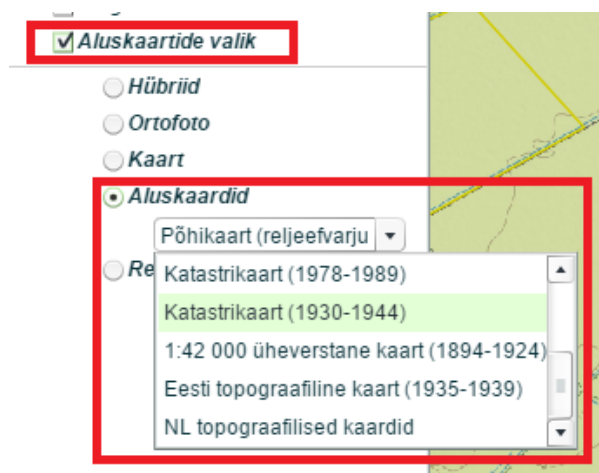 Aluskaartide valik
Hübriid
Ortofoto
Kaart
Aluskaardid
Põhikaart (reljeefvarju
Re
Katastrikaart (1978-1989)
Katastrikaart (1930-1944)
1:42 000 üheverstane kaart (1894-1924)
Eesti topograafiline kaart (1935-1939)
NL topograafilised kaardid